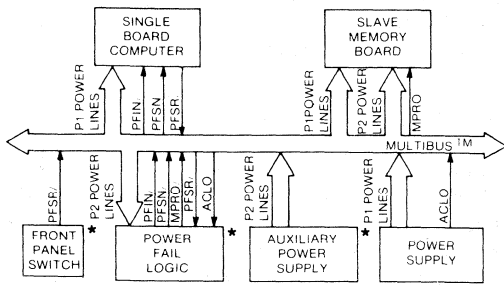 SINGLE
BOARD
COMPUTER
SLAVE
MEMORY
BOARD
P1 POWER
LINES
PFIN/
PFSN/
PFSR/
P1POWER
LINES
P2 POWER
LINES
MPRO
MULTIBUS TM
PFSR/
P2 POWER
LINES
PFIN/
PFSN/
MPRO
PFSR/
ACLO
P2 POWER
LINES
P1 POWER
LINES
ACLO
FRONT
PANEL
SWITCH
*
POWER
FAIL
LOGIC
*
AUXILIARY
POWER
SUPPLY
*
POWER
SUPPLY